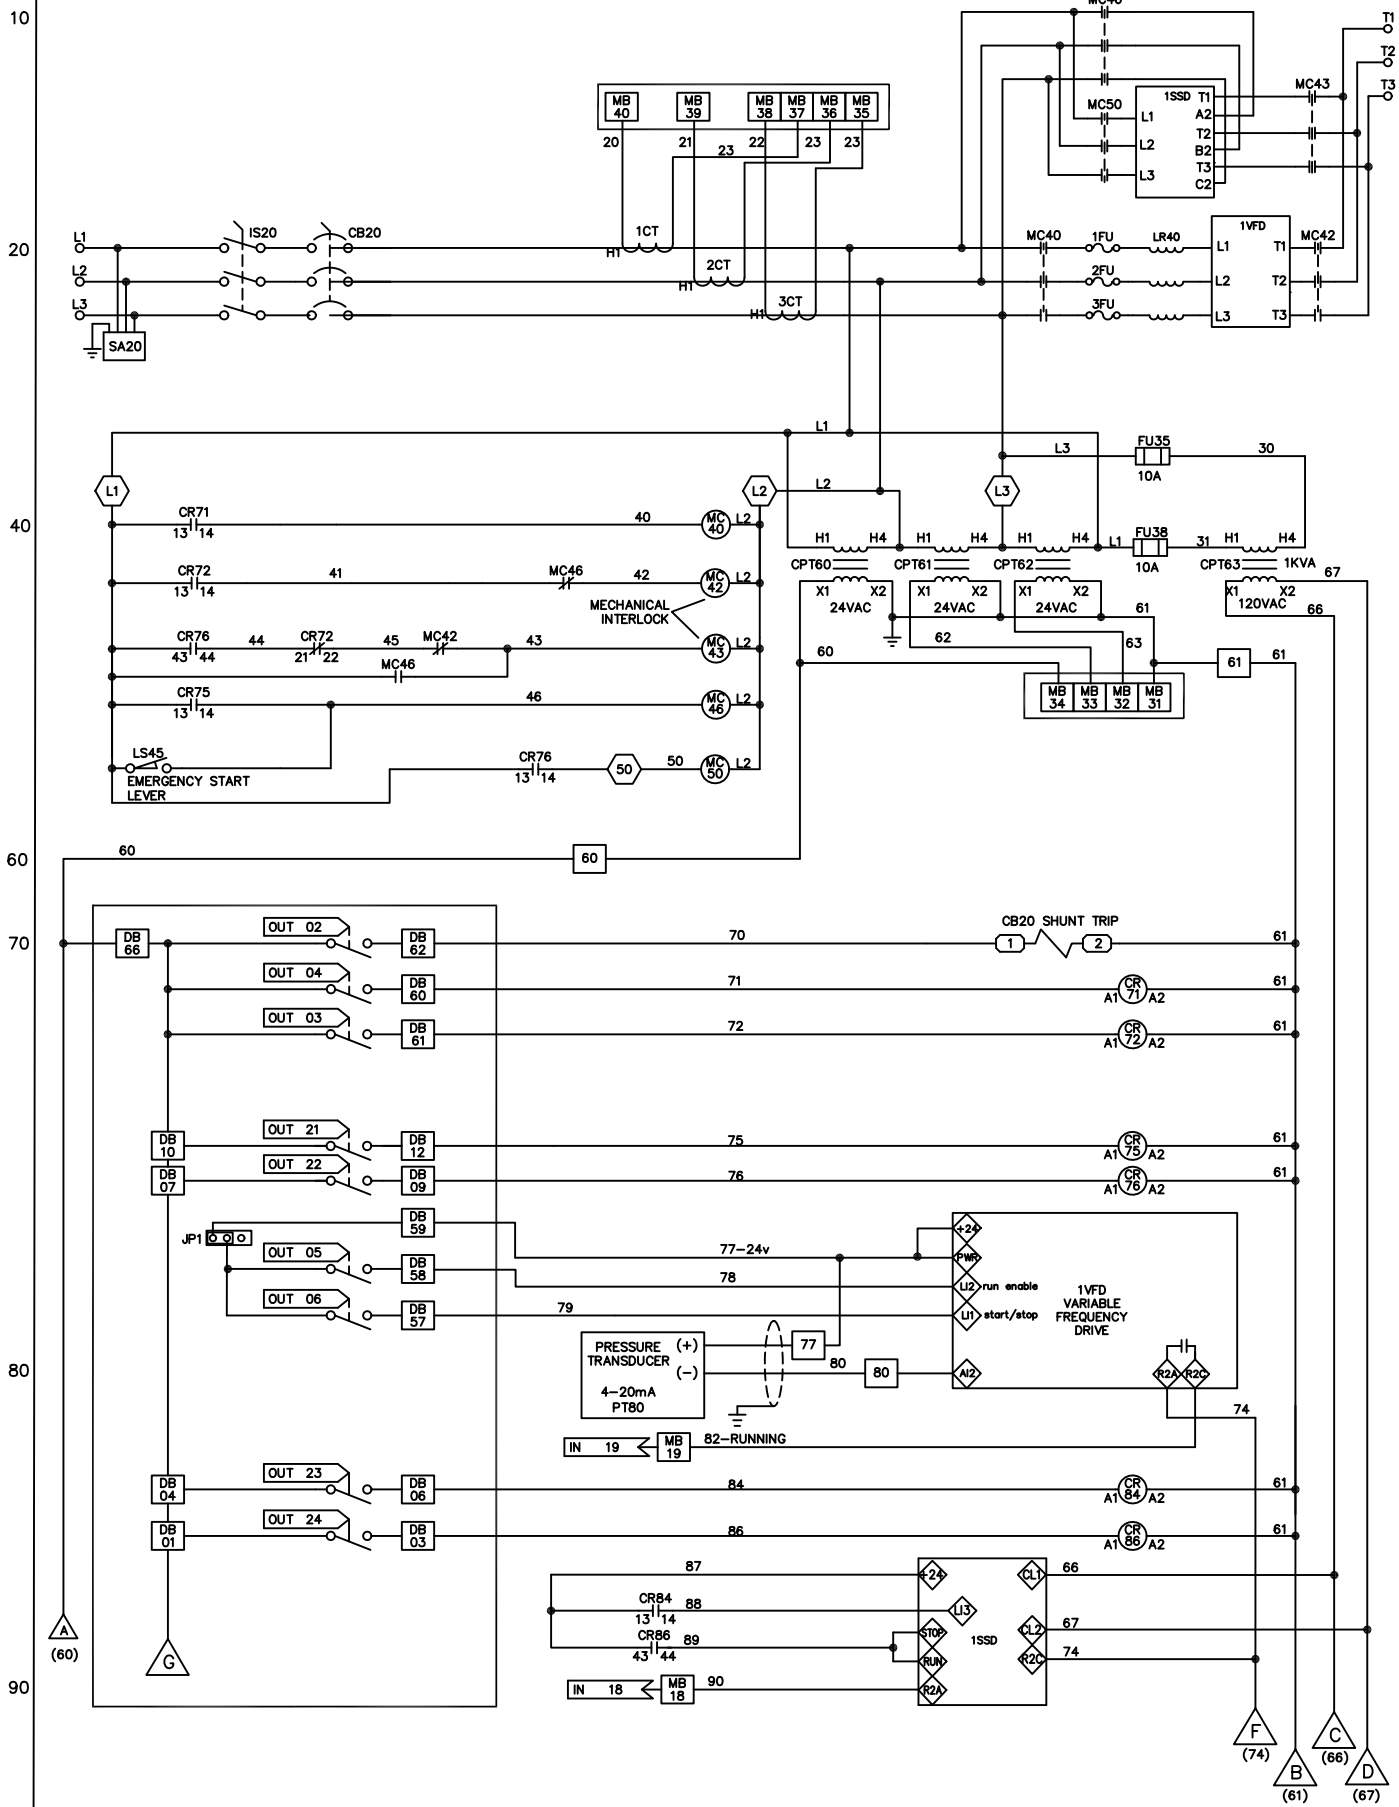 10
MC46
T1
T2
T3
MB 40
MB 39
MB 38
MB 37
MB 36
MB 35
20
21
22
23
23
23
MC50
1SSD
L1
L2
L3
T1
A2
T2
B2
T3
C2
MC43
20
L1
L2
L3
SA20
IS20
CB20
1CT
H1
2CT
H1
3CT
H1
MC40
1FU
2FU
3FU
LR40
1VFD
L1
L2
L3
T1
T2
T3
MC42
L1
L3
FU35
10A
30
L1
L2
L2
L3
40
CR71
13 14
40
MC 40
L2
H1 H4
H1 H4
H1 H4
L1
FU38
10A
31
H1 H4
CPT60
CPT61
CPT62
CPT63
1KVA
X1 X2
24VAC
X1 X2
24VAC
X1 X2
24VAC
X1 X2
120VAC
67
66
CR72
13 14
41
MC46
42
MC 42
L2
MECHANICAL
INTERLOCK
61
62
63
60
CR76
43 44
44
CR72
21 22
45
MC42
43
MC 43
L2
MC46
61
61
MB 34
MB 33
MB 32
MB 31
CR75
13 14
46
MC 46
L2
LS45
EMERGENCY START
LEVER
CR76
13 14
50
50
MC 50
L2
60
60
60
70
DB 66
OUT 02
DB 62
70
CB20 SHUNT TRIP
1
2
61
OUT 04
DB 60
71
A1 CR 71 A2
61
OUT 03
DB 61
72
A1 CR 72 A2
61
DB 10
OUT 21
DB 12
75
A1 CR 75 A2
61
DB 07
OUT 22
DB 09
76
A1 CR 76 A2
61
DB 59
JP1
77-24v
+24
PWR
OUT 05
DB 58
78
LI2
run enable
OUT 06
DB 57
79
LI1
start/stop
1VFD
VARIABLE
FREQUENCY
DRIVE
80
PRESSURE
TRANSDUCER
(+)
(-)
4-20mA
PT80
77
80
80
AI2
R2A
R2C
74
IN 19
MB 19
82-RUNNING
DB 04
OUT 23
DB 06
84
A1 CR 84 A2
61
DB 01
OUT 24
DB 03
86
A1 CR 86 A2
61
87
+24
CL1
66
CR84
13 14
88
LI3
CR86
43 44
89
STOP
RUN
1SSD
CL2
67
R2C
74
90
IN 18
MB 18
90
R2A
A
(60)
G
F
(74)
B
(61)
C
(66)
D
(67)